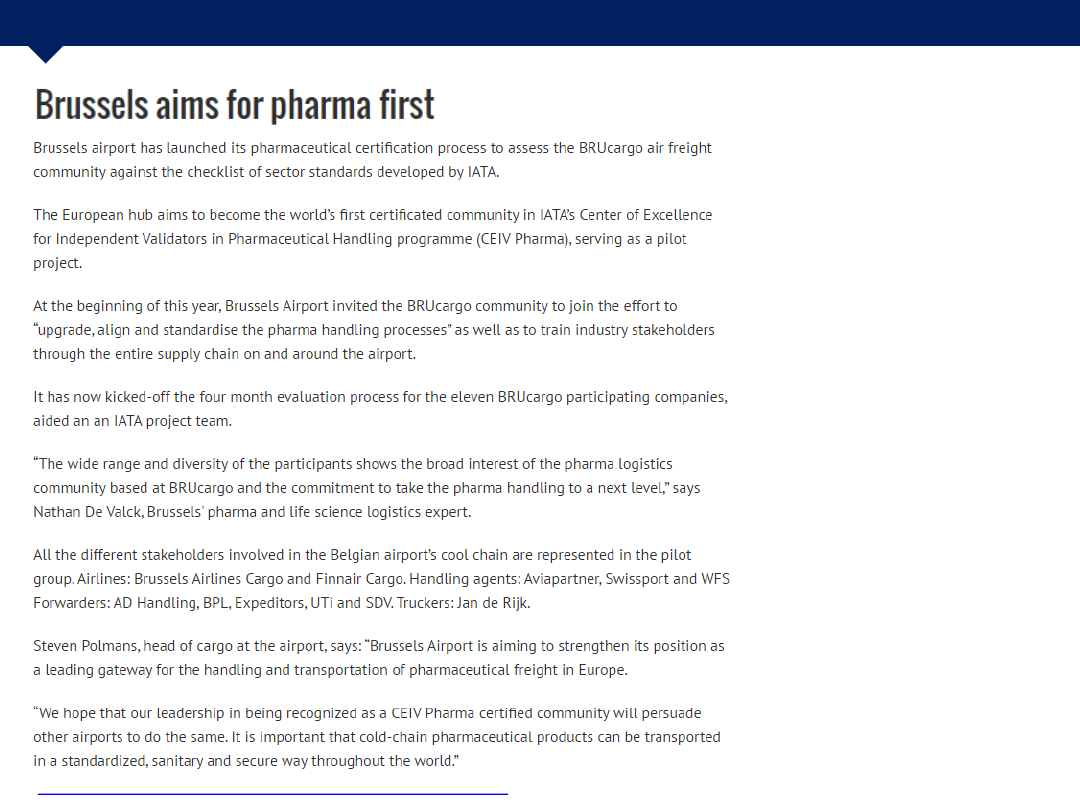 Brussels aims for pharma first
Brussels airport has launched its pharmaceutical certification process to assess the BRUcargo air freight
community against the checklist of sector standards developed by IATA.
The European hub aims to become the world’s first certificated community in IATA’s Center of Excellence
for Independent Validators in Pharmaceutical Handling programme (CEIV Pharma), serving as a pilot
project.
At the beginning of this year, Brussels Airport invited the BRUcargo community to join the effort to
“upgrade, align and standardise the pharma handling processes” as well as to train industry stakeholders
through the entire supply chain on and around the airport.
It has now kicked-off the four month evaluation process for the eleven BRUcargo participating companies,
aided an an IATA project team.
“The wide range and diversity of the participants shows the broad interest of the pharma logistics
community based at BRUcargo and the commitment to take the pharma handling to a next level,” says
Nathan De Valck, Brussels’ pharma and life science logistics expert.
All the different stakeholders involved in the Belgian airport’s cool chain are represented in the pilot
group. Airlines: Brussels Airlines Cargo and Finnair Cargo. Handling agents: Aviapartner, Swissport and WFS
Forwarders: AD Handling, BPL, Expeditors, UTi and SDV. Truckers: Jan de Rijk.
Steven Polmans, head of cargo at the airport, says: “Brussels Airport is aiming to strengthen its position as
a leading gateway for the handling and transportation of pharmaceutical freight in Europe.
“We hope that our leadership in being recognized as a CEIV Pharma certified community will persuade
other airports to do the same. It is important that cold-chain pharmaceutical products can be transported
in a standardized, sanitary and secure way throughout the world.”